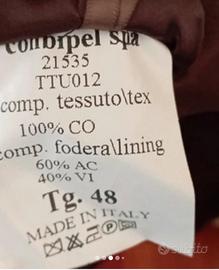 Conbipel Spa
21535
TTU012
comp. tessuto\tex
100% CO
comp. fodera\lining
60% AC
40% VI
Tg. 48
MADE IN ITALY
P
subito